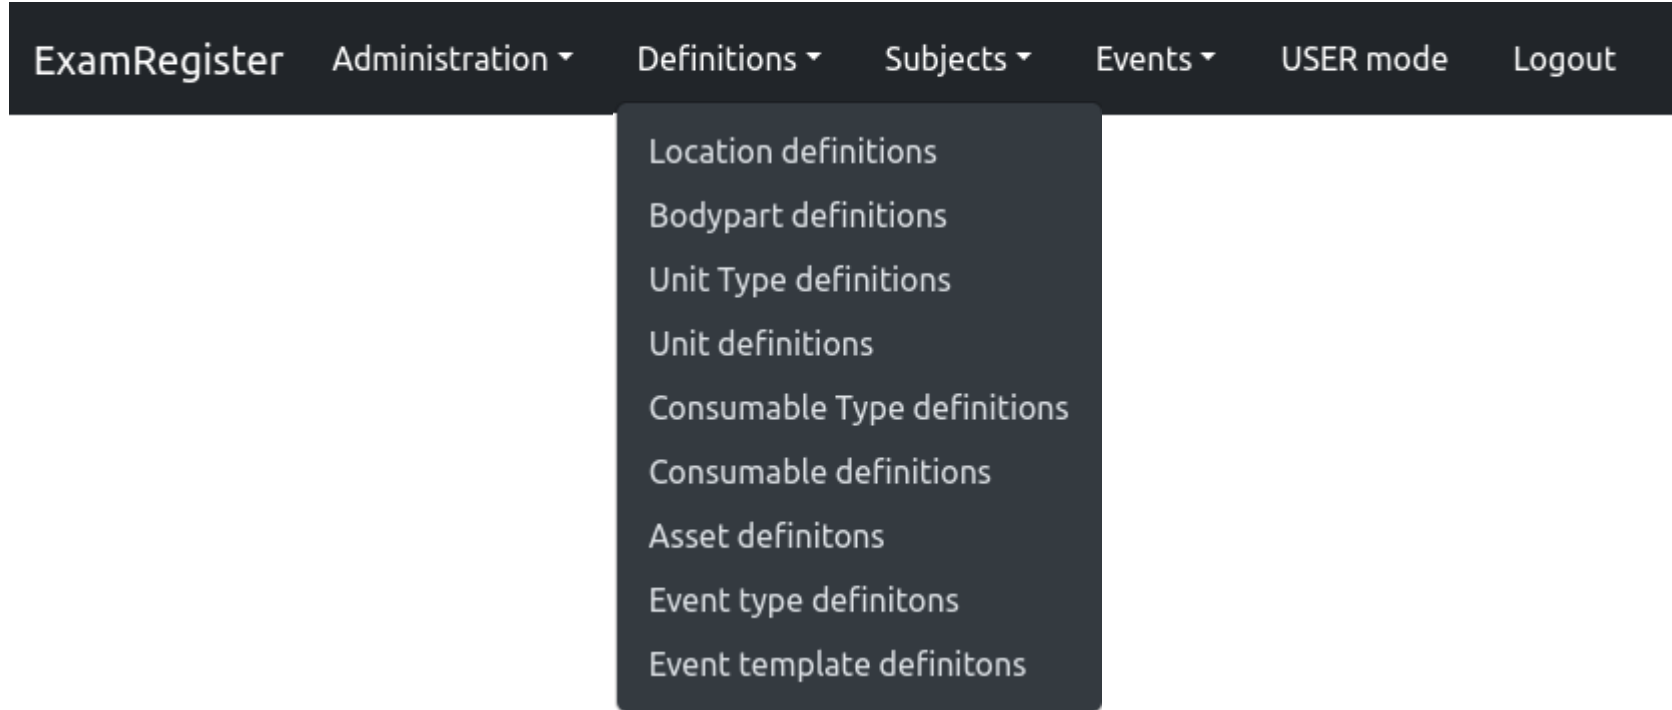 ExamRegister Administration Definitions Subjects Events USER mode Logout
Location definitions
Bodypart definitions
Unit Type definitions
Unit definitions
Consumable Type definitions
Consumable definitions
Asset definitons
Event type definitons
Event template definitons